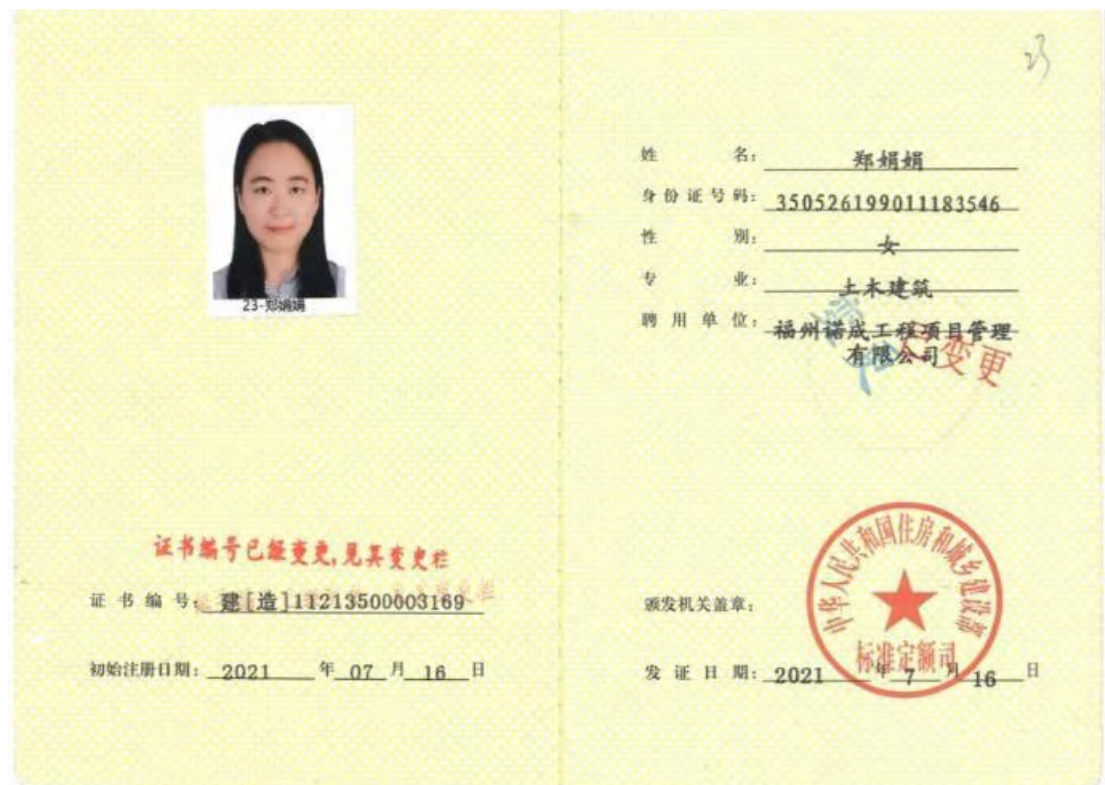 23
23-郑娟娟
证书编号已经变更,见其变更栏
证书编号: 建[造]11213500003169
初始注册日期: 2021 年 07 月 16 日
姓名: 郑娟娟
身份证号码: 350526199011183546
性别: 女
专业: 土木建筑
聘用单位: 福州诺成工程项目管理
有限公司
变更
颁发机关盖章:
中华人民共和国住房和城乡建设部
标准定额司
发证日期: 2021 年 7 月 16 日